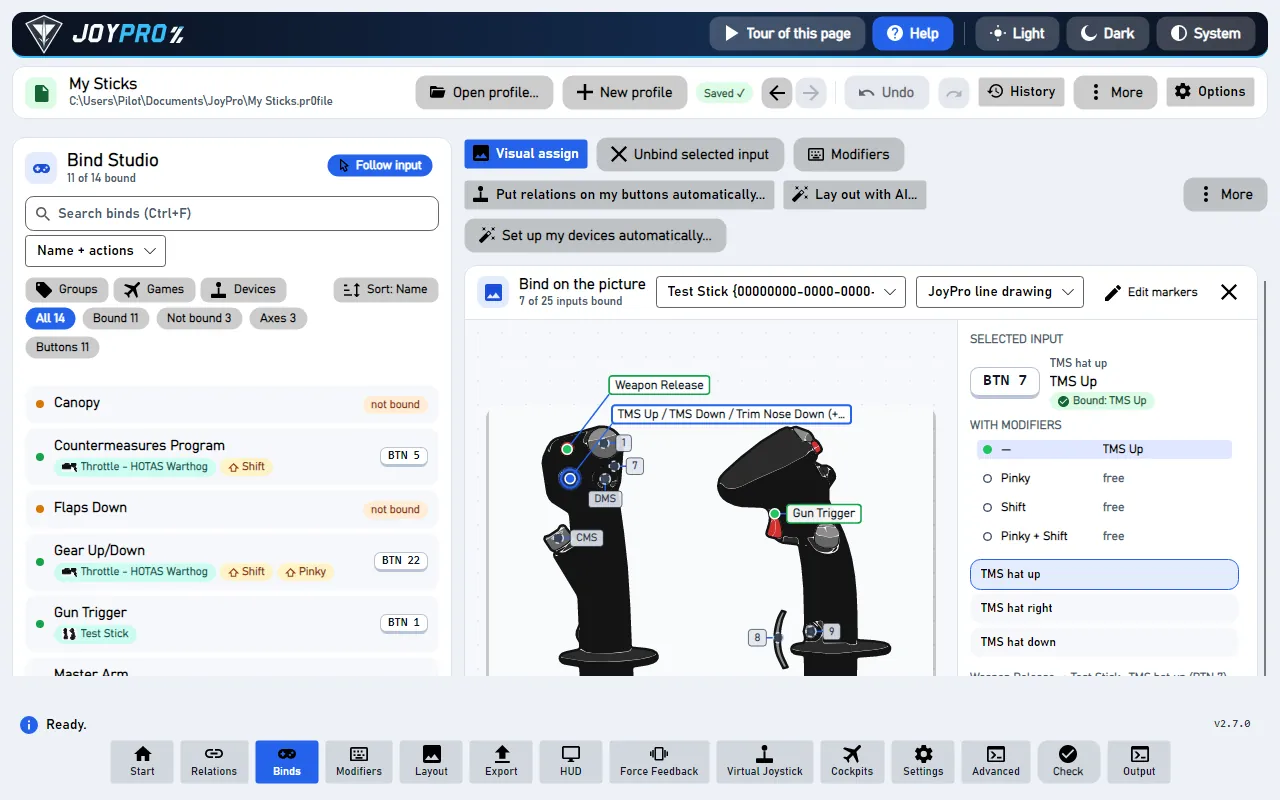 JOYPRO
Tour of this page
Help
Light
Dark
System
My Sticks
C:\Users\Pilot\Documents\JoyPro\My Sticks.pr0file
Open profile...
New profile
Saved ✓
Undo
History
More
Options
Bind Studio
11 of 14 bound
Follow input
Search binds (Ctrl+F)
Name + actions
Groups
Games
Devices
Sort: Name
All 14
Bound 11
Not bound 3
Axes 3
Buttons 11
Canopy
not bound
Countermeasures Program
Throttle - HOTAS Warthog
Shift
BTN 5
Flaps Down
not bound
Gear Up/Down
Throttle - HOTAS Warthog
Shift
Pinky
BTN 22
Gun Trigger
Test Stick
BTN 1
Master Arm
Visual assign
Unbind selected input
Modifiers
Put relations on my buttons automatically...
Lay out with AI...
More
Set up my devices automatically...
Bind on the picture
7 of 25 inputs bound
Test Stick {00000000-0000-0000-
JoyPro line drawing
Edit markers
Weapon Release
TMS Up / TMS Down / Trim Nose Down (+...
1
7
DMS
CMS
Gun Trigger
8
9
SELECTED INPUT
BTN 7
TMS hat up
TMS Up
Bound: TMS Up
WITH MODIFIERS
— TMS Up
Pinky free
Shift free
Pinky + Shift free
TMS hat up
TMS hat right
TMS hat down
Ready.
v2.7.0
Start
Relations
Binds
Modifiers
Layout
Export
HUD
Force Feedback
Virtual Joystick
Cockpits
Settings
Advanced
Check
Output